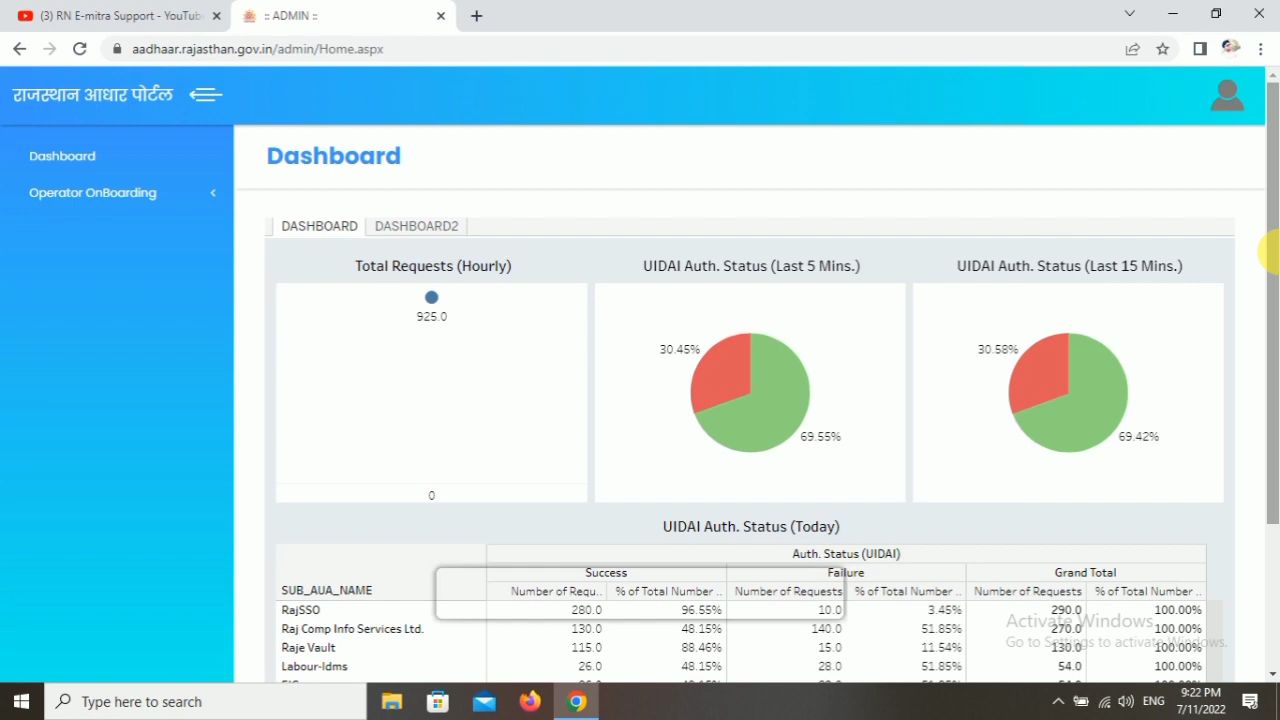 (3) RN E-mitra Support - YouTub
:: ADMIN ::
aadhaar.rajasthan.gov.in/admin/Home.aspx
राजस्थान आधार पोर्टल
Dashboard
Operator OnBoarding
Dashboard
DASHBOARD DASHBOARD2
Total Requests (Hourly) UIDAI Auth. Status (Last 5 Mins.) UIDAI Auth. Status (Last 15 Mins.)
925.0
0
30.45%
69.55%
30.58%
69.42%
UIDAI Auth. Status (Today)
Auth. Status (UIDAI)
Success Failure Grand Total
SUB_AUA_NAME Number of Requ.. % of Total Number .. Number of Requests % of Total Number .. Number of Requests % of Total Number ..
RajSSO 280.0 96.55% 10.0 3.45% 290.0 100.00%
Raj Comp Info Services Ltd. 130.0 48.15% 140.0 51.85% 270.0 100.00%
Raje Vault 115.0 88.46% 15.0 11.54% 130.0 100.00%
Labour-Idms 26.0 48.15% 28.0 51.85% 54.0 100.00%
Activate Windows
Go to Settings to activate Windows.
Type here to search
ENG
9:22 PM
7/11/2022